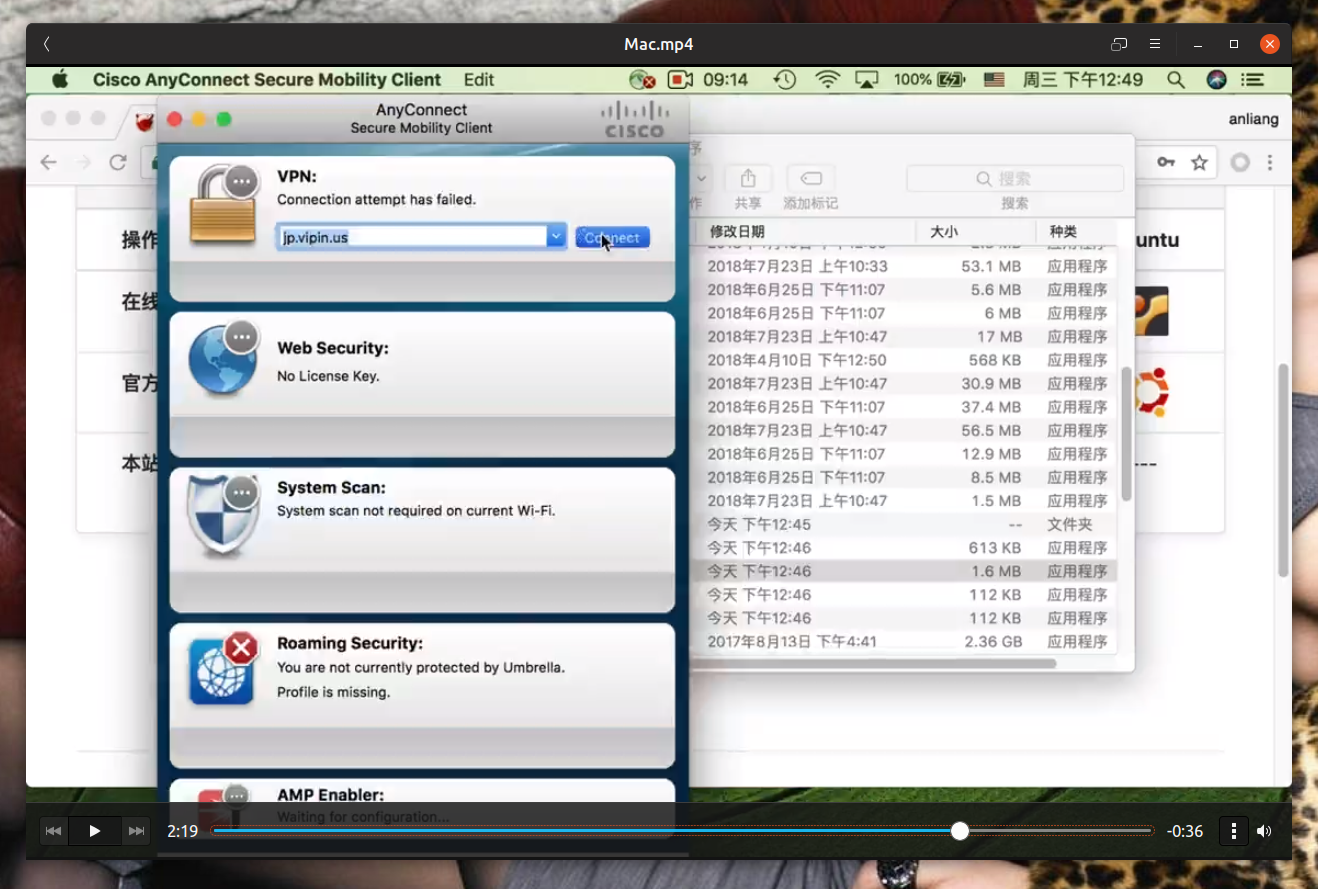 Mac.mp4
Cisco AnyConnect Secure Mobility Client Edit 09:14 100% 周三 下午12:49
AnyConnect
Secure Mobility Client
CISCO
anliang
VPN:
Connection attempt has failed.
jp.vipin.us
Connect
Web Security:
No License Key.
System Scan:
System scan not required on current Wi-Fi.
Roaming Security:
You are not currently protected by Umbrella.
Profile is missing.
AMP Enabler:
Waiting for configuration...
操作
在线
官方
本站
序
搜索
作 共享 添加标记 搜索
修改日期 大小 种类
2018年7月23日 上午10:33 53.1 MB 应用程序
2018年6月25日 下午11:07 5.6 MB 应用程序
2018年6月25日 下午11:07 6 MB 应用程序
2018年7月23日 上午10:47 17 MB 应用程序
2018年4月10日 下午12:50 568 KB 应用程序
2018年7月23日 上午10:47 30.9 MB 应用程序
2018年6月25日 下午11:07 37.4 MB 应用程序
2018年7月23日 上午10:47 56.5 MB 应用程序
2018年6月25日 下午11:07 12.9 MB 应用程序
2018年6月25日 下午11:07 8.5 MB 应用程序
2018年7月23日 上午10:47 1.5 MB 应用程序
今天 下午12:45 -- 文件夹
今天 下午12:46 613 KB 应用程序
今天 下午12:46 1.6 MB 应用程序
今天 下午12:46 112 KB 应用程序
今天 下午12:46 112 KB 应用程序
2017年8月13日 下午4:41 2.36 GB 应用程序
untu
---
2:19 -0:36